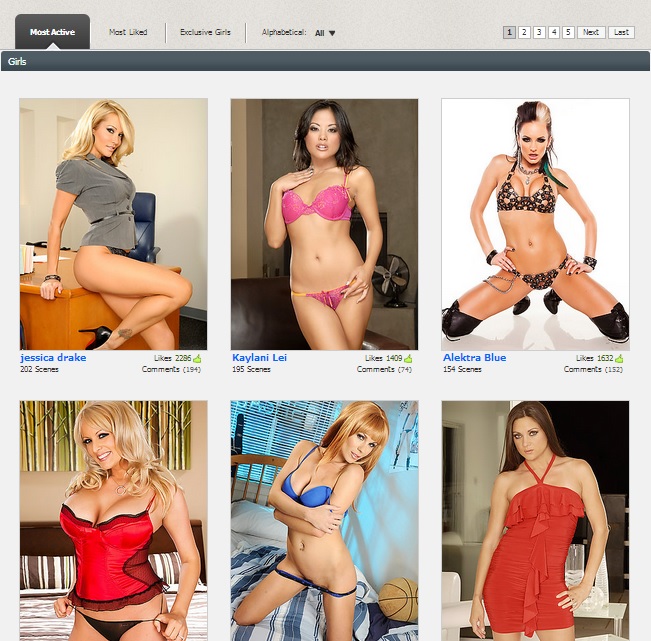 Most Active
Most Liked
Exclusive Girls
Alphabetical: All
1 2 3 4 5 Next Last
Girls
jessica drake
Likes 2286
202 Scenes
Comments (194)
Kaylani Lei
Likes 1409
195 Scenes
Comments (74)
Alektra Blue
Likes 1632
154 Scenes
Comments (152)